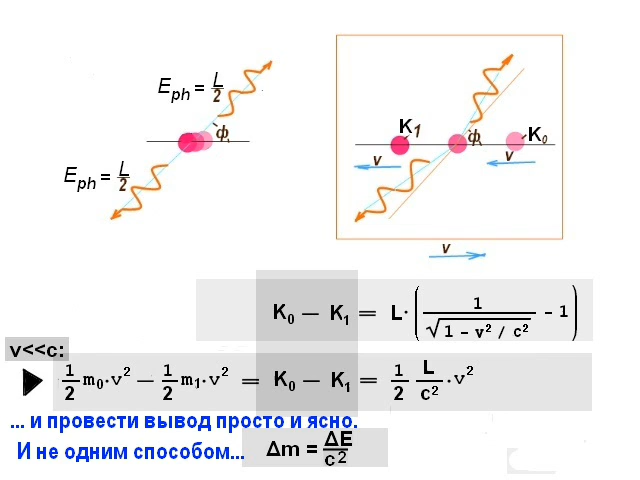 E_ph = L/2
ф
E_ph = L/2
K1
ф
K₀
v
v
v
K₀ — K₁ = L·( 1 / √(1 – v² / c²) – 1 )
v<<c:
1/2 m₀·v² — 1/2 m₁·v² = K₀ — K₁ = 1/2 L/c² ·v²
... и провести вывод просто и ясно.
И не одним способом...
Δm = ΔE/c²